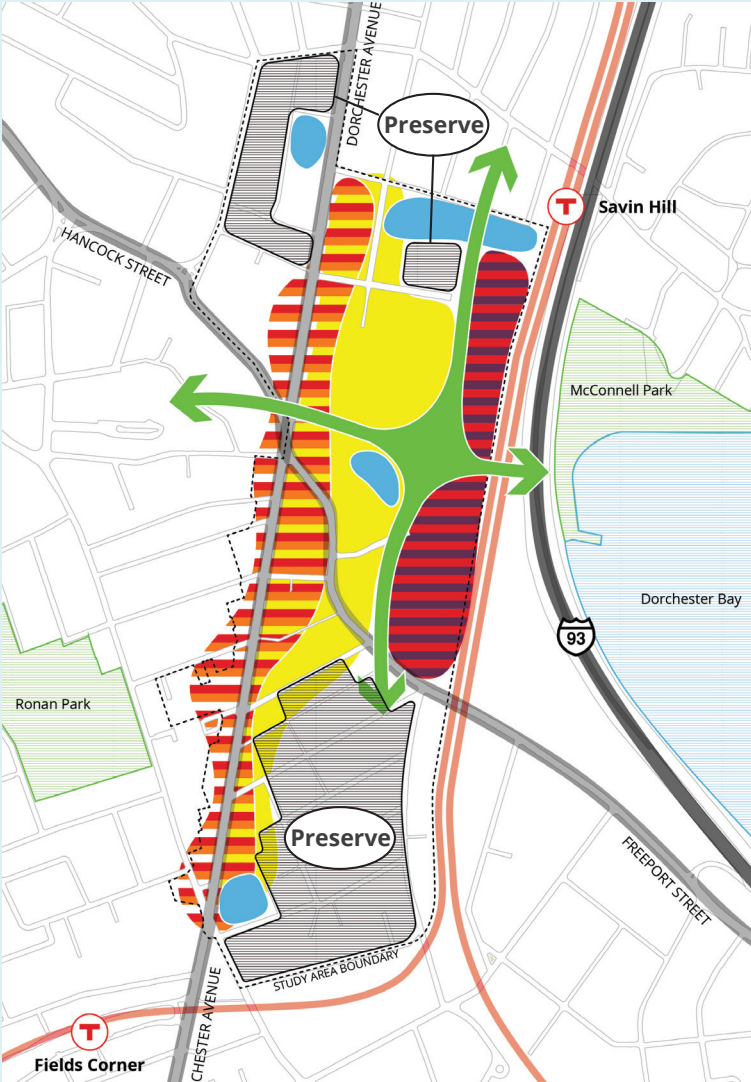 DORCHESTER AVENUE
Preserve
T
Savin Hill
HANCOCK STREET
McConnell Park
Dorchester Bay
93
Ronan Park
Preserve
FREEPORT STREET
STUDY AREA BOUNDARY
CHESTER AVENUE
T
Fields Corner